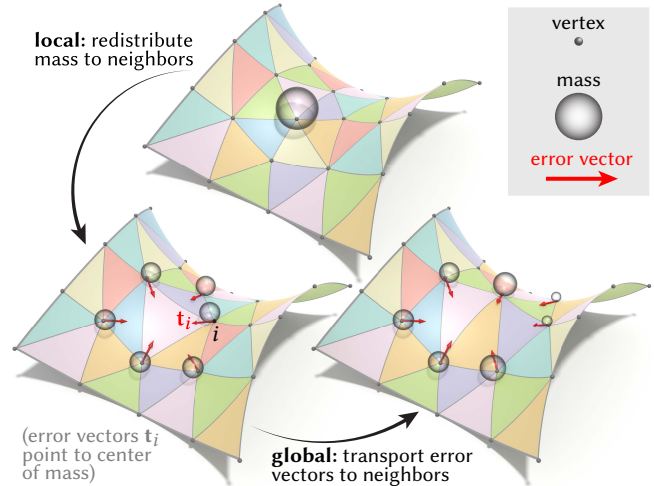 local: redistribute
mass to neighbors
vertex
mass
error vector
t_i
i
(error vectors t_i
point to center
of mass)
global: transport error
vectors to neighbors